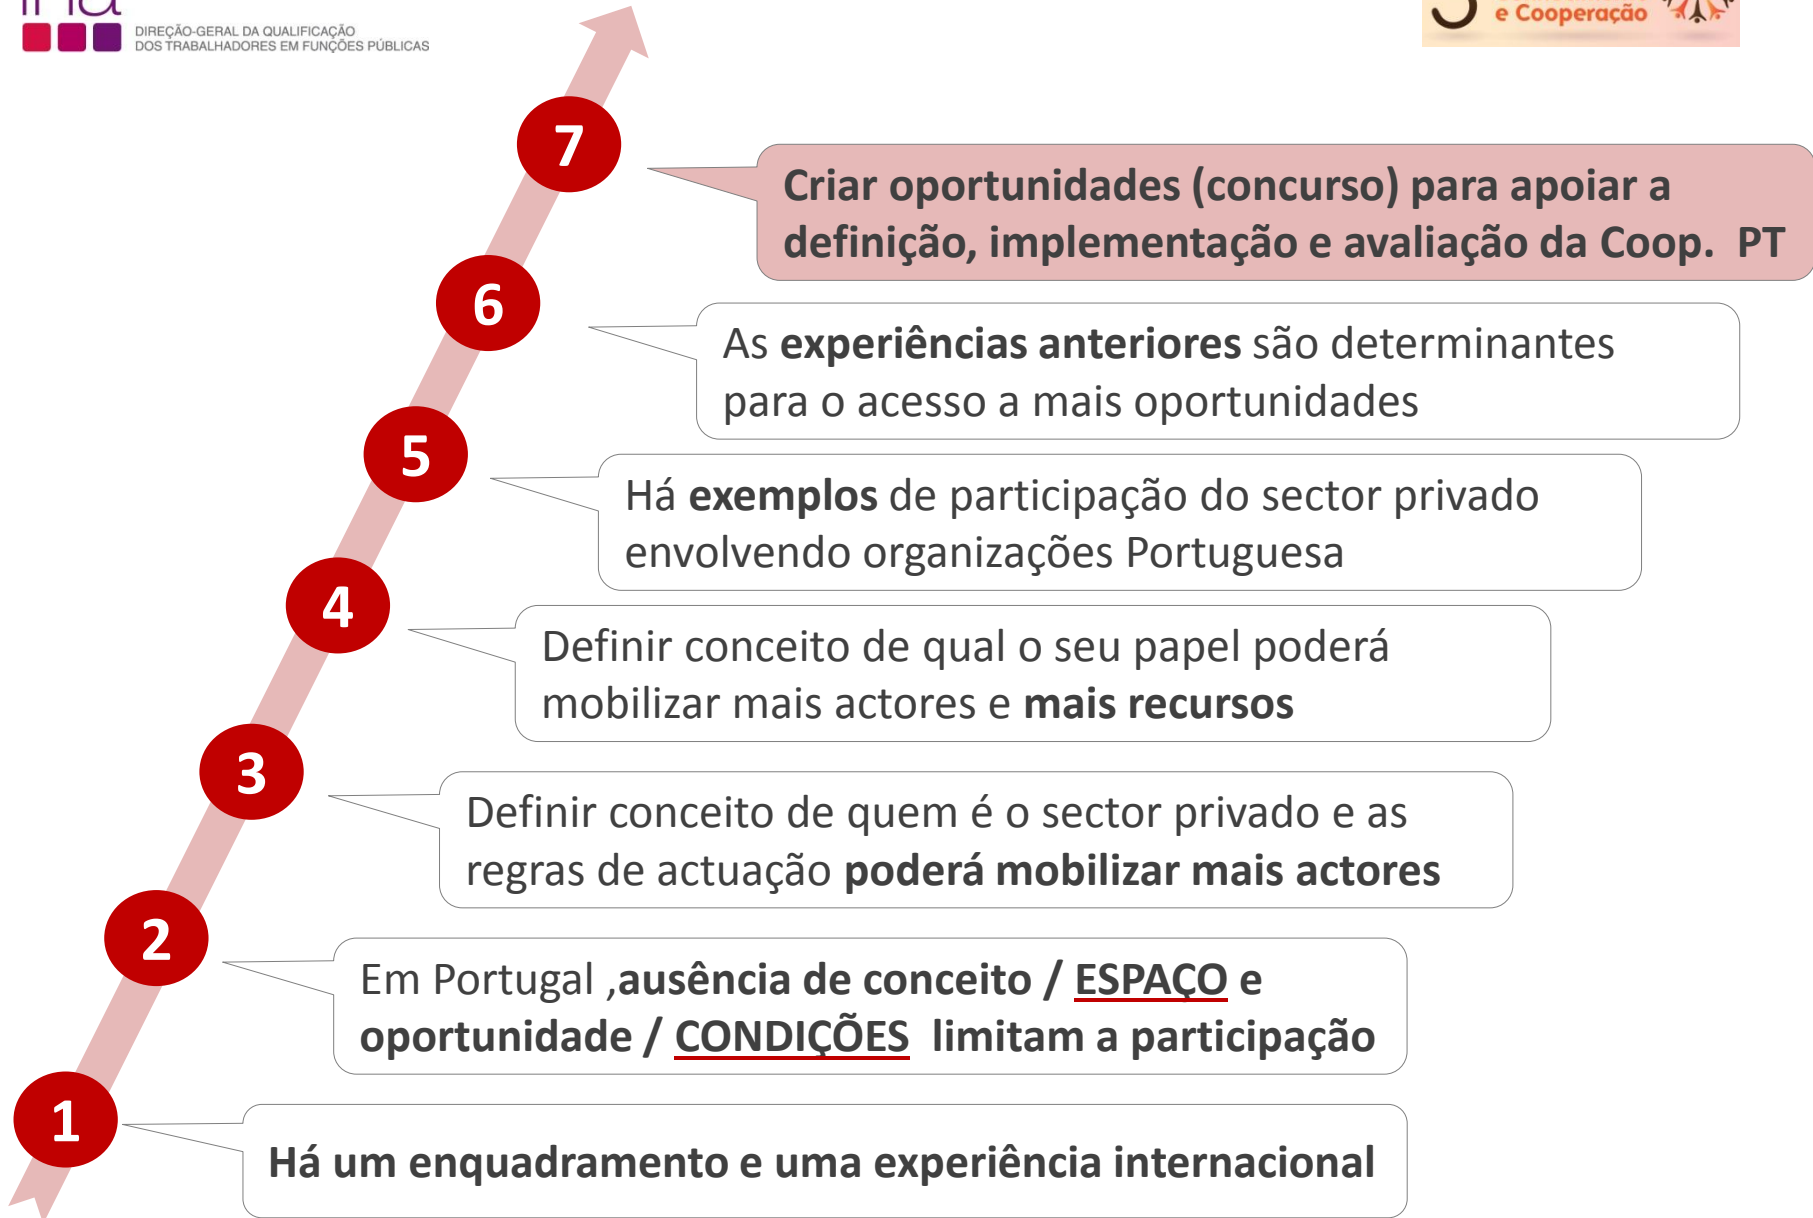 ina
DIREÇÃO-GERAL DA QUALIFICAÇÃO
DOS TRABALHADORES EM FUNÇÕES PÚBLICAS
e Cooperação
7
Criar oportunidades (concurso) para apoiar a
definição, implementação e avaliação da Coop. PT
6
As experiências anteriores são determinantes
para o acesso a mais oportunidades
5
Há exemplos de participação do sector privado
envolvendo organizações Portuguesa
4
Definir conceito de qual o seu papel poderá
mobilizar mais actores e mais recursos
3
Definir conceito de quem é o sector privado e as
regras de actuação poderá mobilizar mais actores
2
Em Portugal ,ausência de conceito / ESPAÇO e
oportunidade / CONDIÇÕES limitam a participação
1
Há um enquadramento e uma experiência internacional